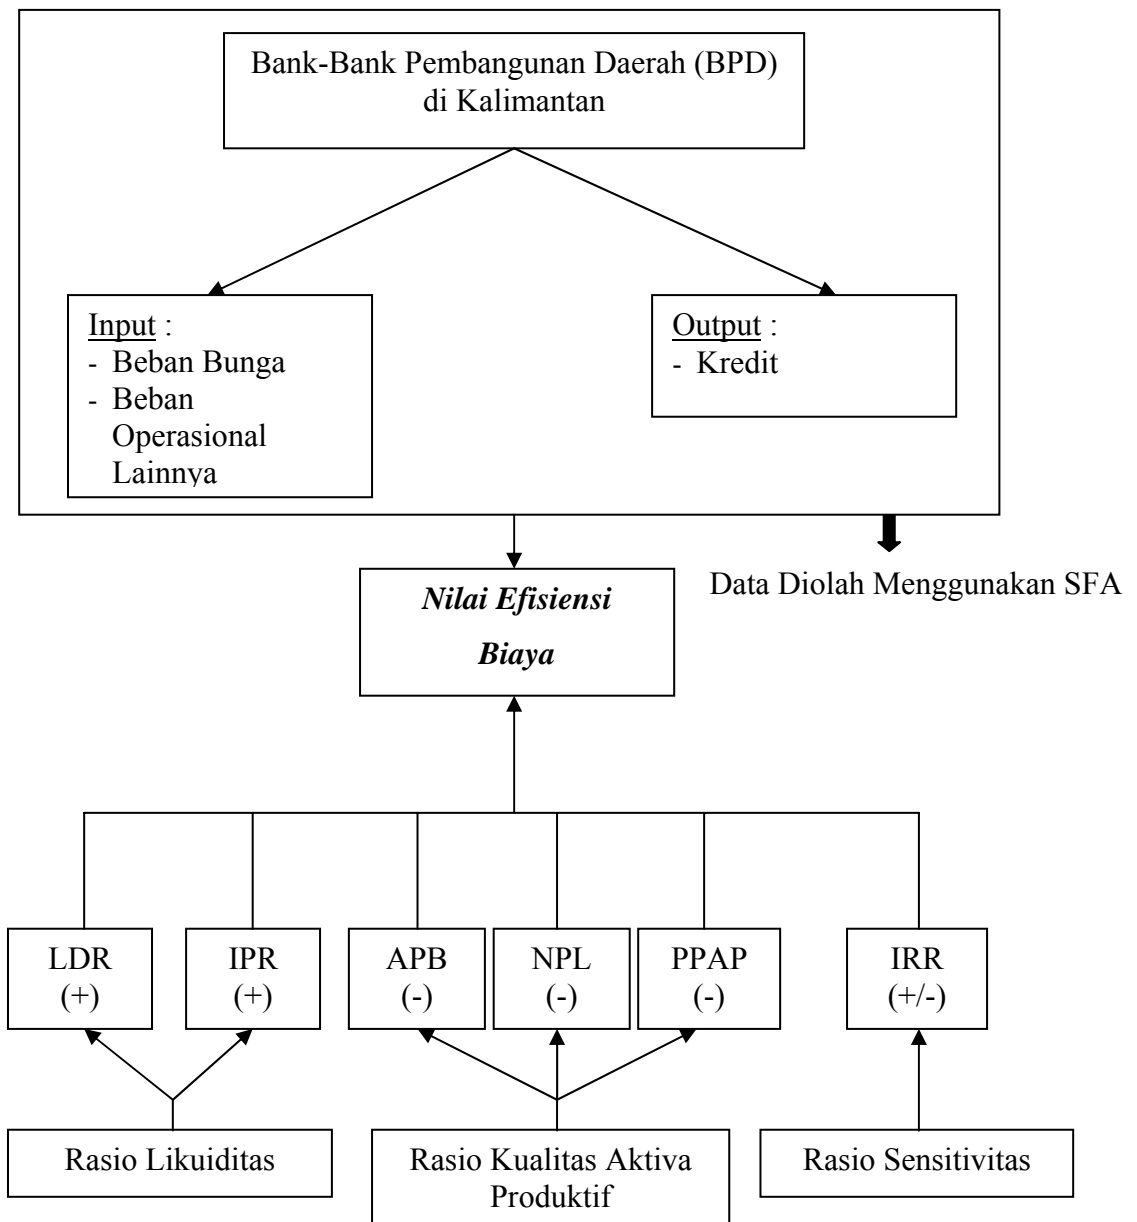 Bank-Bank Pembangunan Daerah (BPD)
di Kalimantan
Input :
- Beban Bunga
- Beban
Operasional
Lainnya
Output :
- Kredit
Nilai Efisiensi
Biaya
Data Diolah Menggunakan SFA
LDR
(+)
IPR
(+)
APB
(-)
NPL
(-)
PPAP
(-)
IRR
(+/-)
Rasio Likuiditas
Rasio Kualitas Aktiva
Produktif
Rasio Sensitivitas